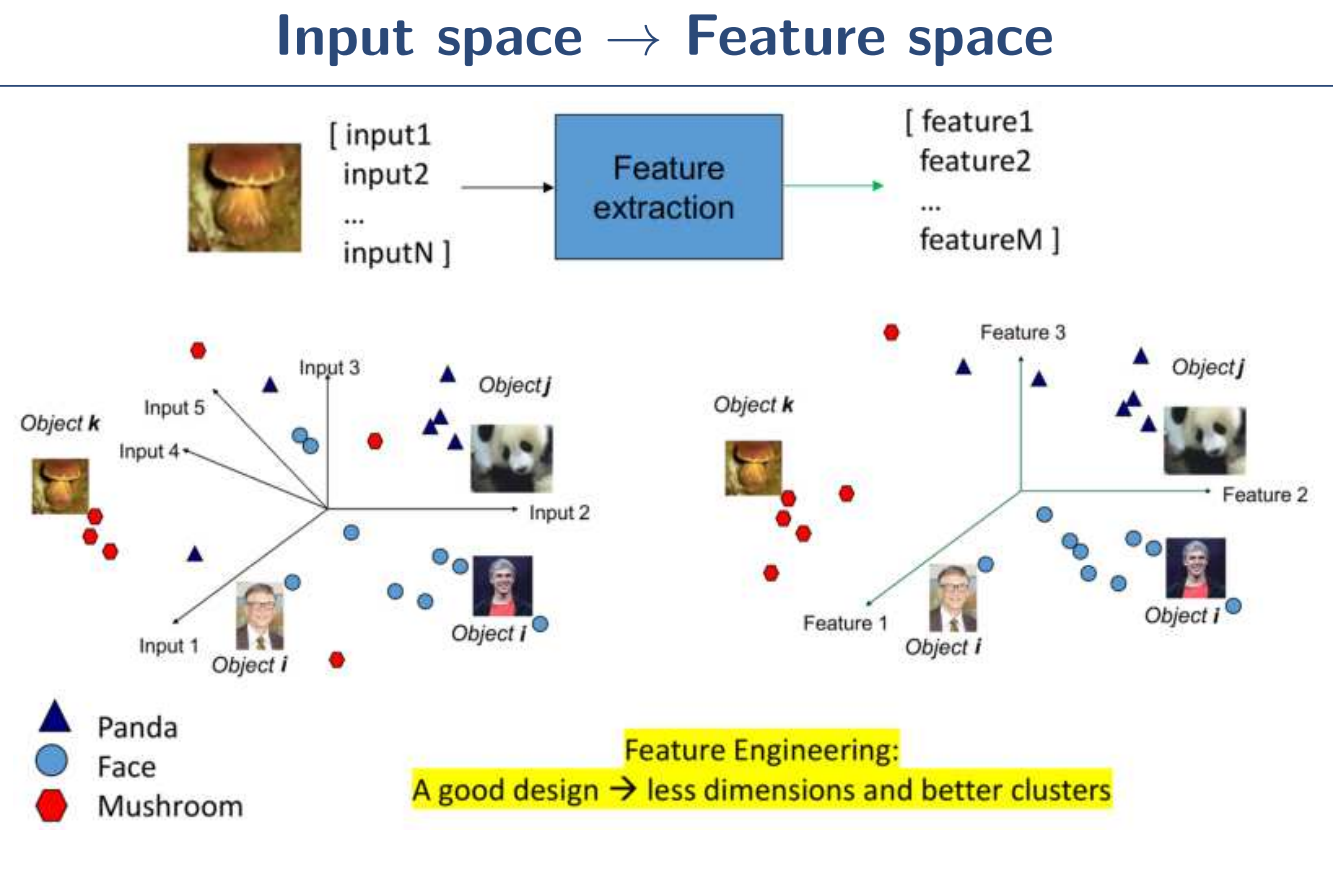 Input space → Feature space
[ input1
input2
...
inputN ]
Feature
extraction
[ feature1
feature2
...
featureM ]
Input 3
Object j
Input 5
Object k
Input 4
Input 2
Input 1
Object i
Object i
Feature 3
Object j
Object k
Feature 2
Feature 1
Object i
Object i
Panda
Face
Mushroom
Feature Engineering:
A good design → less dimensions and better clusters